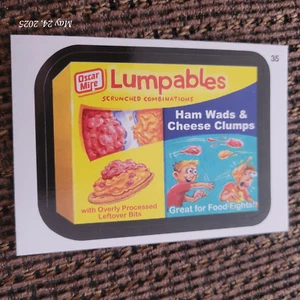 May 24, 2025
35
Oscar
Mire
Lumpables
SCRUNCHED COMBINATIONS
Ham Wads &
Cheese Clumps
with Overly Processed
Leftover Bits
Great for Food Fights!